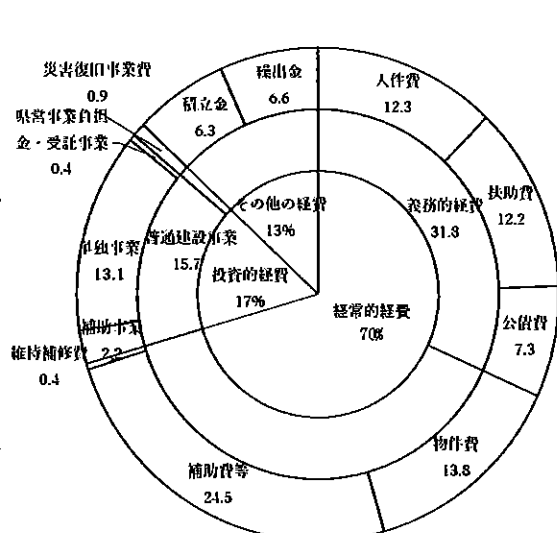 繰出金
6.6
人件費
12.3
災害復旧事業費
0.9
積立金
6.3
県営事業負担
金・受託事業
0.4
扶助費
12.2
その他の経費
13%
義務的経費
31.8
単独事業
13.1
普通建設事業
15.7
投資的経費
17%
経常的経費
70%
公債費
7.3
補助事業
2.2
維持補修費
0.4
物件費
13.8
補助費等
24.5